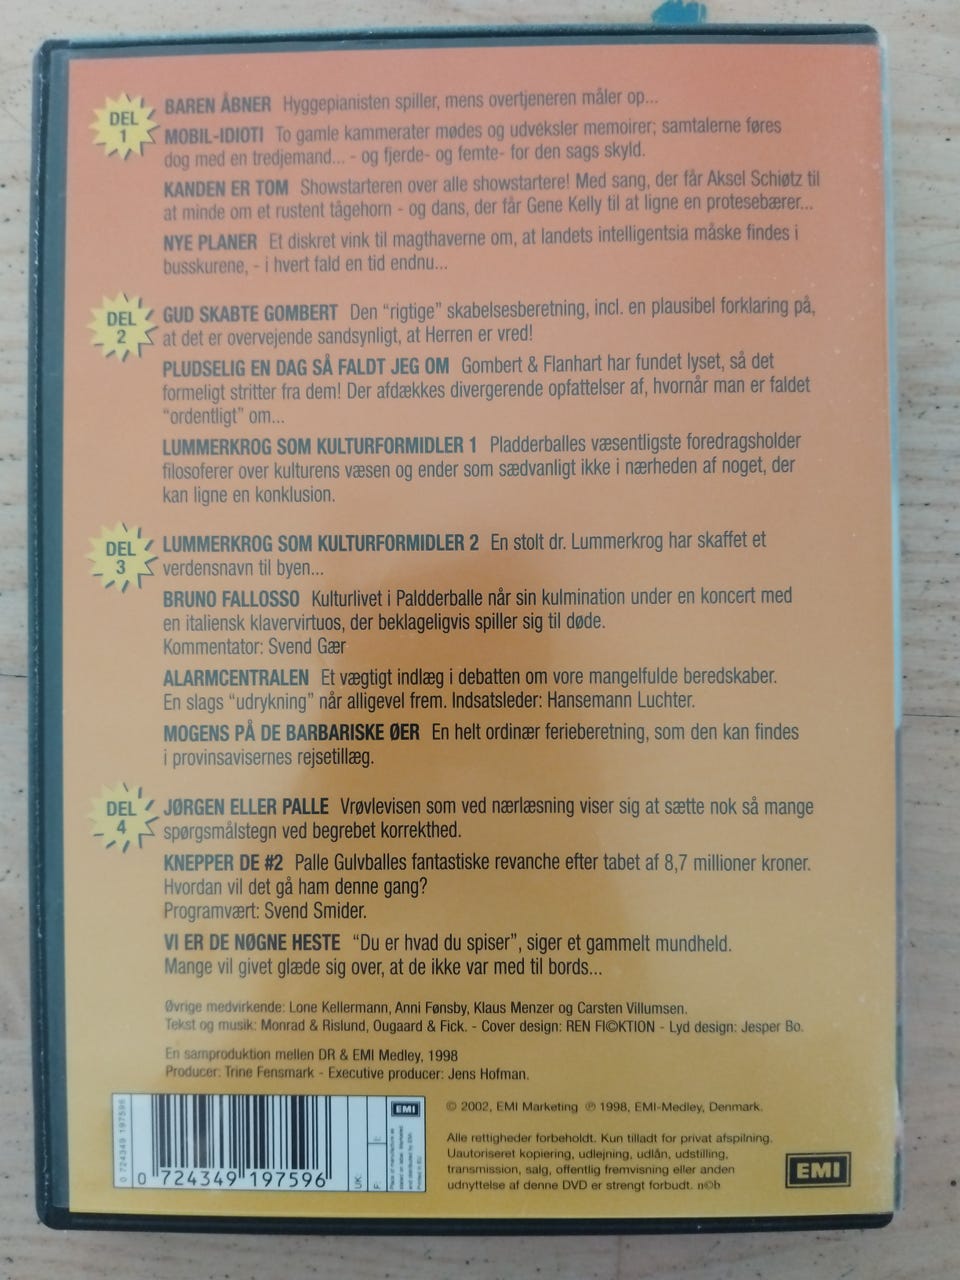 DEL 1
BAREN ÅBNER Hyggepianisten spiller, mens overtjeneren måler op...
MOBIL-IDIOTI To gamle kammerater mødes og udveksler memoirer; samtalerne føres
dog med en tredjemand... - og fjerde- og femte- for den sags skyld.
KANDEN ER TOM Showstarteren over alle showstartere! Med sang, der får Aksel Schiøtz til
at minde om et rustent tågehorn - og dans, der får Gene Kelly til at ligne en protesebærer...
NYE PLANER Et diskret vink til magthaverne om, at landets intelligentsia måske findes i
busskurene, - i hvert fald en tid endnu...
DEL 2
GUD SKABTE GOMBERT Den “rigtige” skabelsesberetning, incl. en plausibel forklaring på,
at det er overvejende sandsynligt, at Herren er vred!
PLUDSELIG EN DAG SÅ FALDT JEG OM Gombert & Flanhart har fundet lyset, så det
formeligt stritter fra dem! Der afdækkes divergerende opfattelser af, hvornår man er faldet
“ordentligt” om...
LUMMERKROG SOM KULTURFORMIDLER 1 Pladderballes væsentligste foredragsholder
filosoferer over kulturens væsen og ender som sædvanligt ikke i nærheden af noget, der
kan ligne en konklusion.
DEL 3
LUMMERKROG SOM KULTURFORMIDLER 2 En stolt dr. Lummerkrog har skaffet et
verdensnavn til byen...
BRUNO FALLOSSO Kulturlivet i Paldderballe når sin kulmination under en koncert med
en italiensk klavervirtuos, der beklageligvis spiller sig til døde.
Kommentator: Svend Gær
ALARMCENTRALEN Et vægtigt indlæg i debatten om vore mangelfulde beredskaber.
En slags “udrykning” når alligevel frem. Indsatsleder: Hansemann Luchter.
MOGENS PÅ DE BARBARISKE ØER En helt ordinær ferieberetning, som den kan findes
i provinsavisernes rejsetillæg.
DEL 4
JØRGEN ELLER PALLE Vrøvlevisen som ved nærlæsning viser sig at sætte nok så mange
spørgsmålstegn ved begrebet korrekthed.
KNEPPER DE #2 Palle Gulvballes fantastiske revanche efter tabet af 8,7 millioner kroner.
Hvordan vil det gå ham denne gang?
Programvært: Svend Smider.
VI ER DE NØGNE HESTE “Du er hvad du spiser”, siger et gammelt mundheld.
Mange vil givet glæde sig over, at de ikke var med til bords...
Øvrige medvirkende: Lone Kellermann, Anni Fønsby, Klaus Menzer og Carsten Villumsen.
Tekst og musik: Monrad & Rislund, Ougaard & Fick. - Cover design: REN FI©KTION - Lyd design: Jesper Bo.
En samproduktion mellen DR & EMI Medley, 1998
Producer: Trine Fensmark - Executive producer: Jens Hofman.
0 724349 197596
0 724349 197596
UK:
F:
EMI
© 2002, EMI Marketing ℗ 1998, EMI-Medley, Denmark.
Alle rettigheder forbeholdt. Kun tilladt for privat afspilning.
Uautoriseret kopiering, udlejning, udlån, udstilling,
transmission, salg, offentlig fremvisning eller anden
udnyttelse af denne DVD er strengt forbudt. n©b
EMI